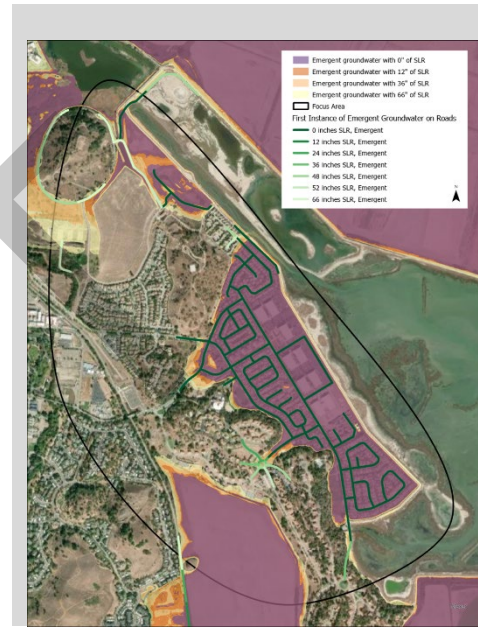 Emergent groundwater with 0" of SLR
Emergent groundwater with 12" of SLR
Emergent groundwater with 36" of SLR
Emergent groundwater with 66" of SLR
Focus Area
First Instance of Emergent Groundwater on Roads
0 inches SLR, Emergent
12 inches SLR, Emergent
24 inches SLR, Emergent
36 inches SLR, Emergent
48 inches SLR, Emergent
52 inches SLR, Emergent
66 inches SLR, Emergent
N